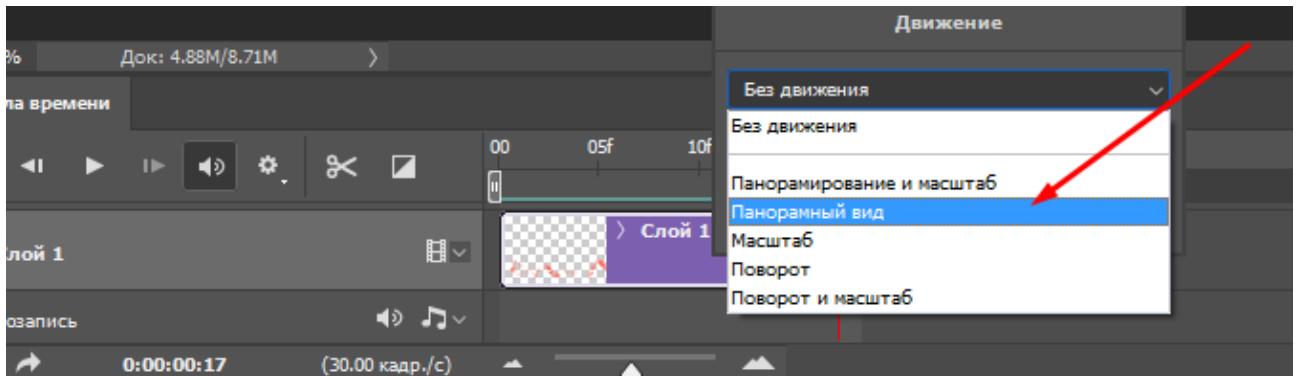 Движение
%
Док: 4.88M/8.71M
Без движения
ла времени
Без движения
00 05f 10f
Панорамирование и масштаб
Панорамный вид
Слой 1
Масштаб
лой 1
Поворот
Поворот и масштаб
озапись
0:00:00:17 (30.00 кадр./с)